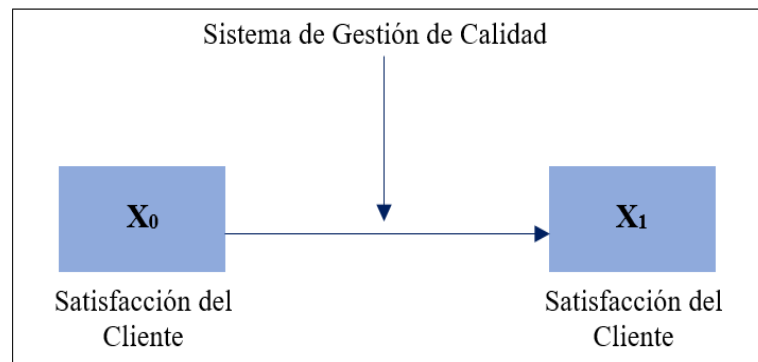 Sistema de Gestión de Calidad
X₀
X₁
Satisfacción del
Cliente
Satisfacción del
Cliente